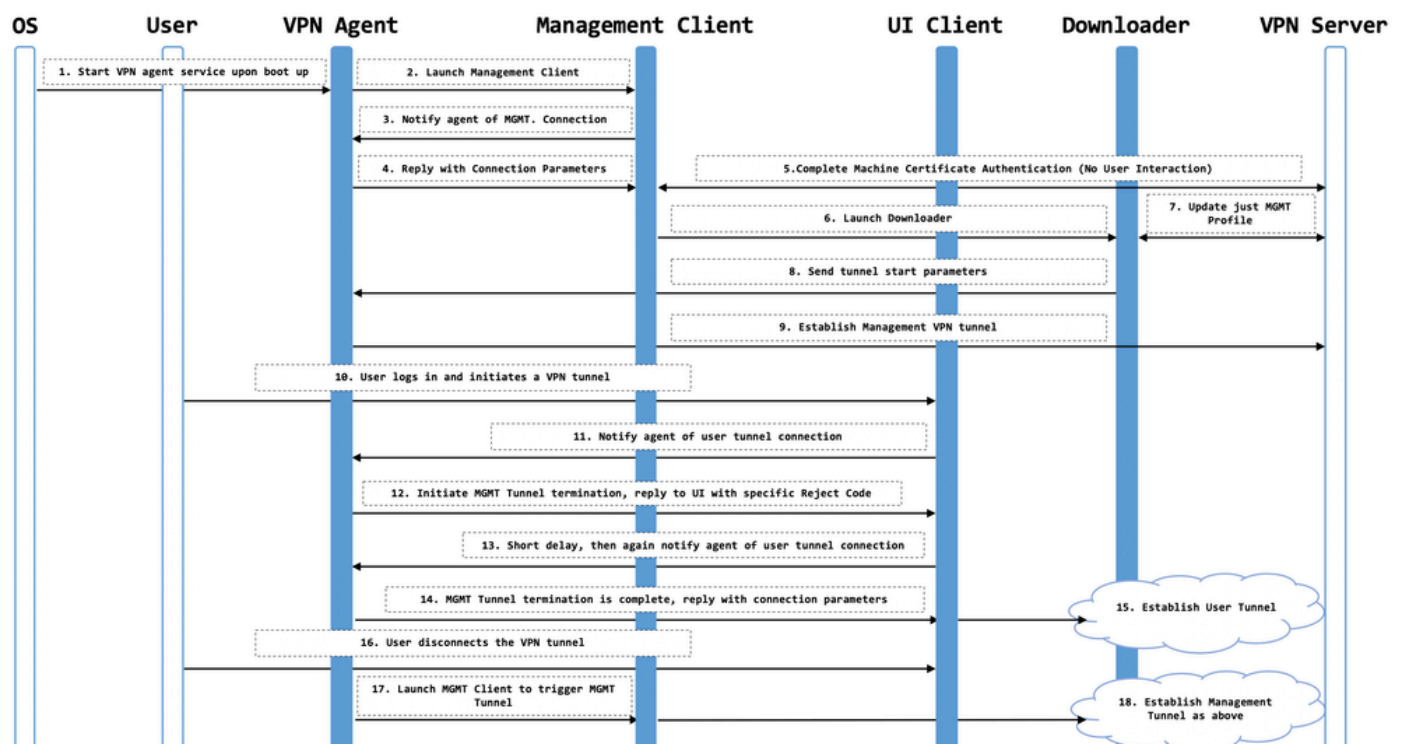 OS User VPN Agent Management Client UI Client Downloader VPN Server
1. Start VPN agent service upon boot up
2. Launch Management Client
3. Notify agent of MGMT. Connection
4. Reply with Connection Parameters
5.Complete Machine Certificate Authentication (No User Interaction)
6. Launch Downloader
7. Update just MGMT
Profile
8. Send tunnel start parameters
9. Establish Management VPN tunnel
10. User logs in and initiates a VPN tunnel
11. Notify agent of user tunnel connection
12. Initiate MGMT Tunnel termination, reply to UI with specific Reject Code
13. Short delay, then again notify agent of user tunnel connection
14. MGMT Tunnel termination is complete, reply with connection parameters
15. Establish User Tunnel
16. User disconnects the VPN tunnel
17. Launch MGMT Client to trigger MGMT
Tunnel
18. Establish Management
Tunnel as above